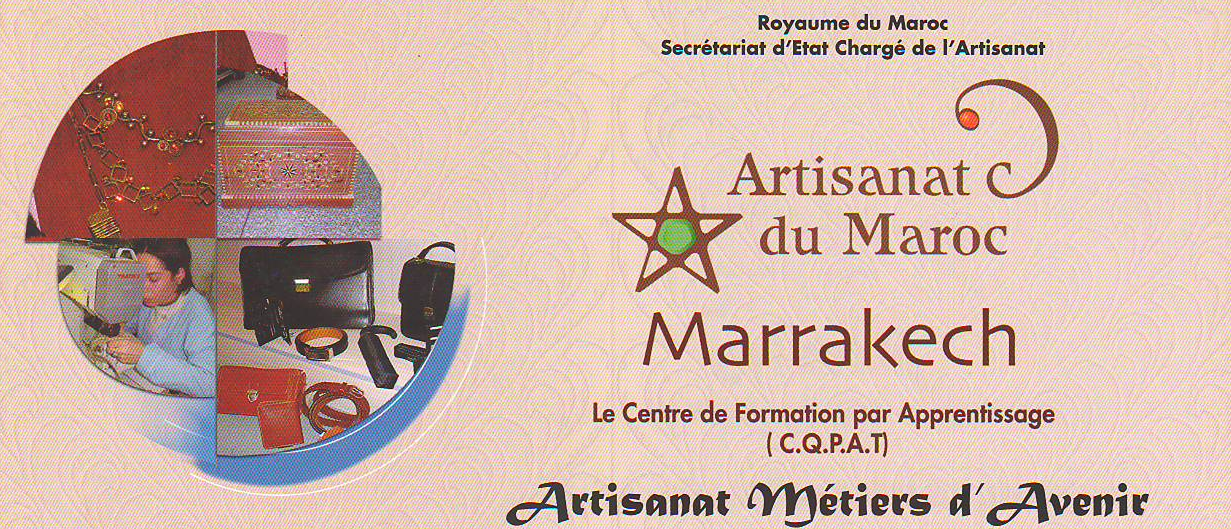 Royaume du Maroc
Secrétariat d'Etat Chargé de l'Artisanat
Artisanat
du Maroc
Marrakech
Le Centre de Formation par Apprentissage
( C.Q.P.A.T)
Artisanat Métiers d'Avenir